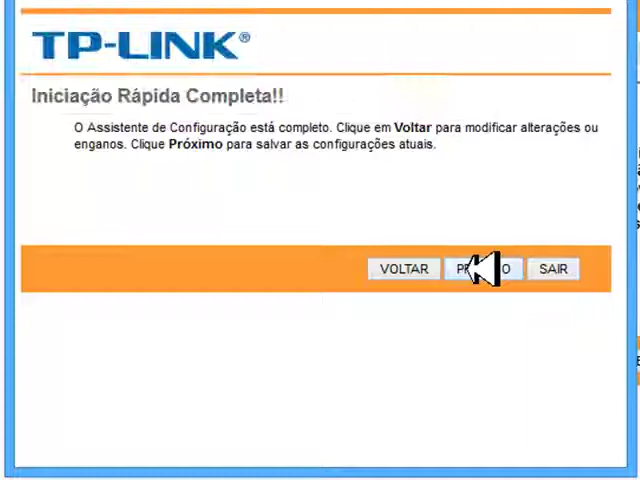 TP-LINK®
Iniciação Rápida Completa!!
O Assistente de Configuração está completo. Clique em Voltar para modificar alterações ou
enganos. Clique Próximo para salvar as configurações atuais.
VOLTAR SAIR